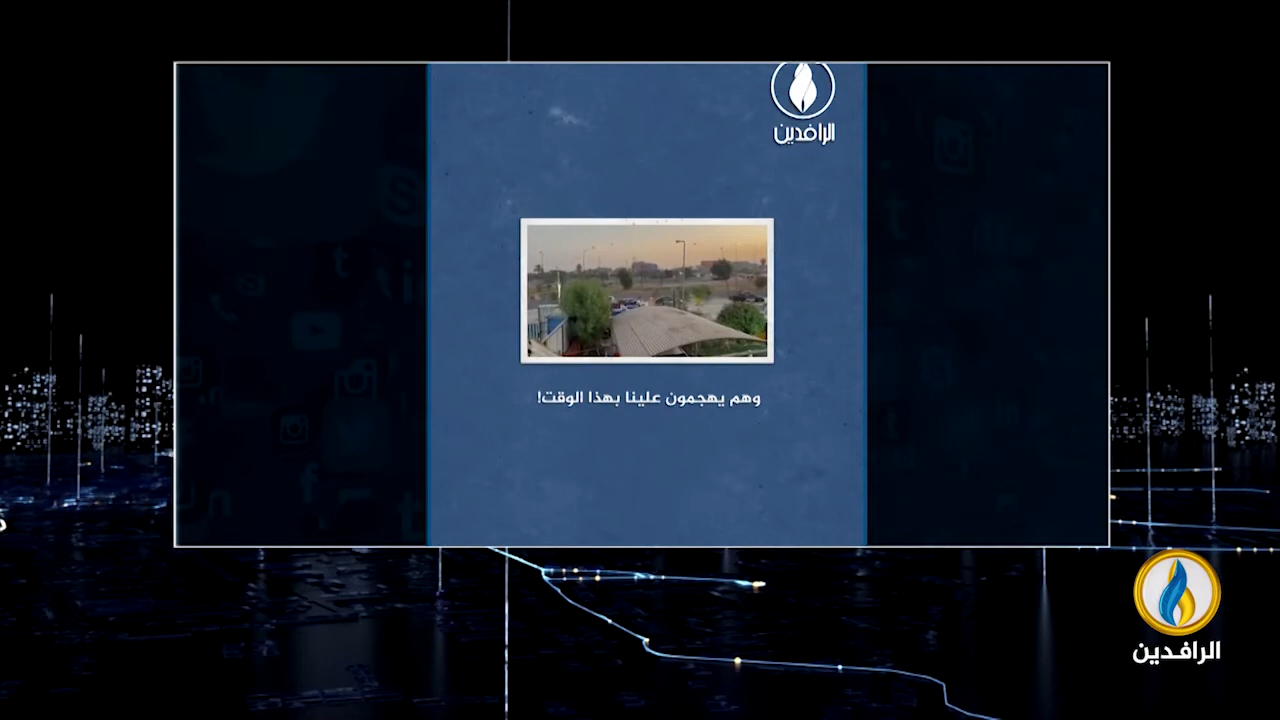 الرافدين
وهم يهجمون علينا بهذا الوقت!
الرافدين